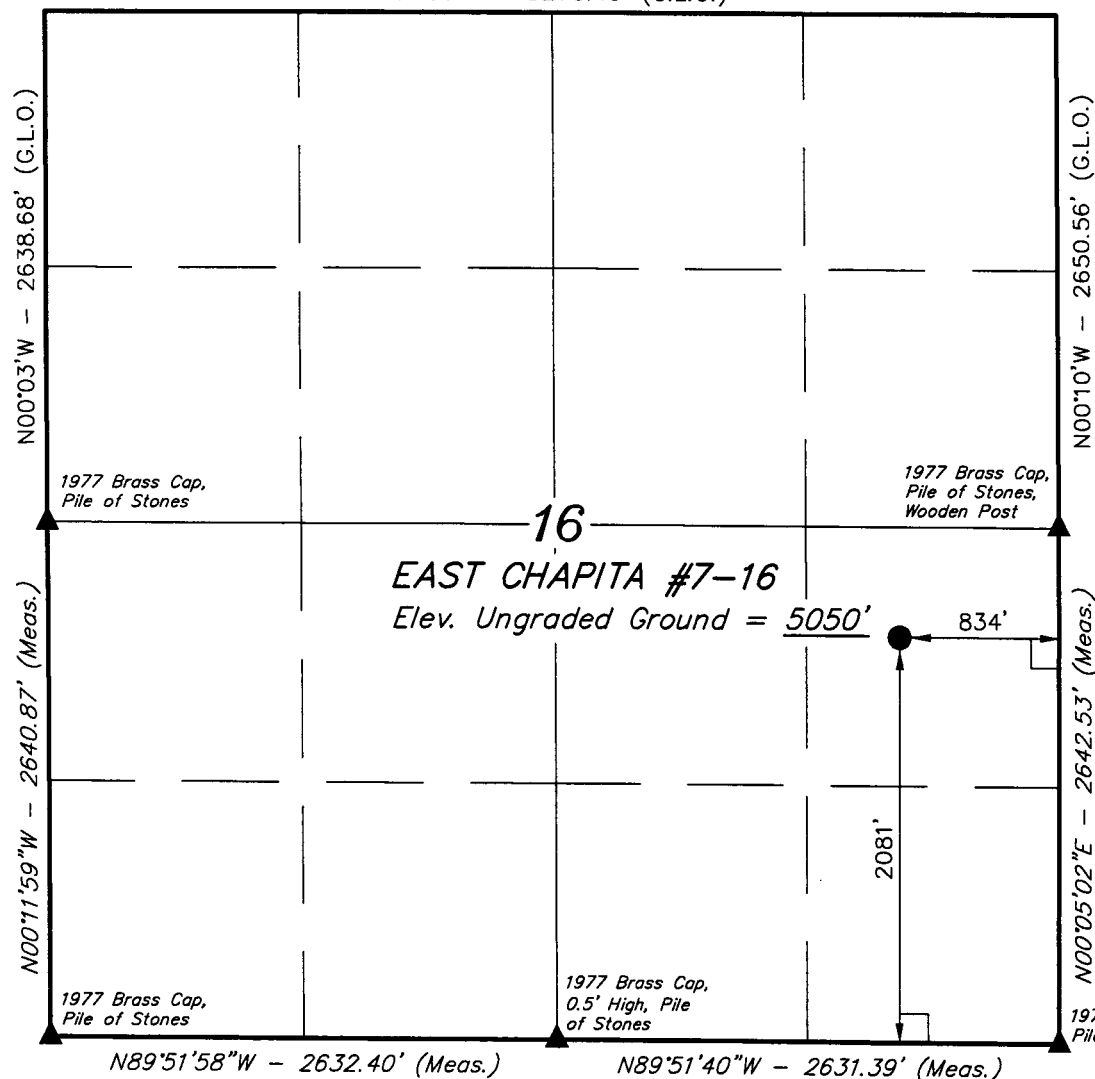 (G.L.O.)
N00°03'W - 2638.68' (G.L.O.)
N00°10'W - 2650.56' (G.L.O.)
1977 Brass Cap,
Pile of Stones
1977 Brass Cap,
Pile of Stones,
Wooden Post
16
EAST CHAPITA #7-16
Elev. Ungraded Ground = 5050'
834'
2081'
N00°11'59"W - 2640.87' (Meas.)
N00°05'02"E - 2642.53' (Meas.)
1977 Brass Cap,
Pile of Stones
1977 Brass Cap,
0.5' High, Pile
of Stones
N89°51'58"W - 2632.40' (Meas.)
N89°51'40"W - 2631.39' (Meas.)